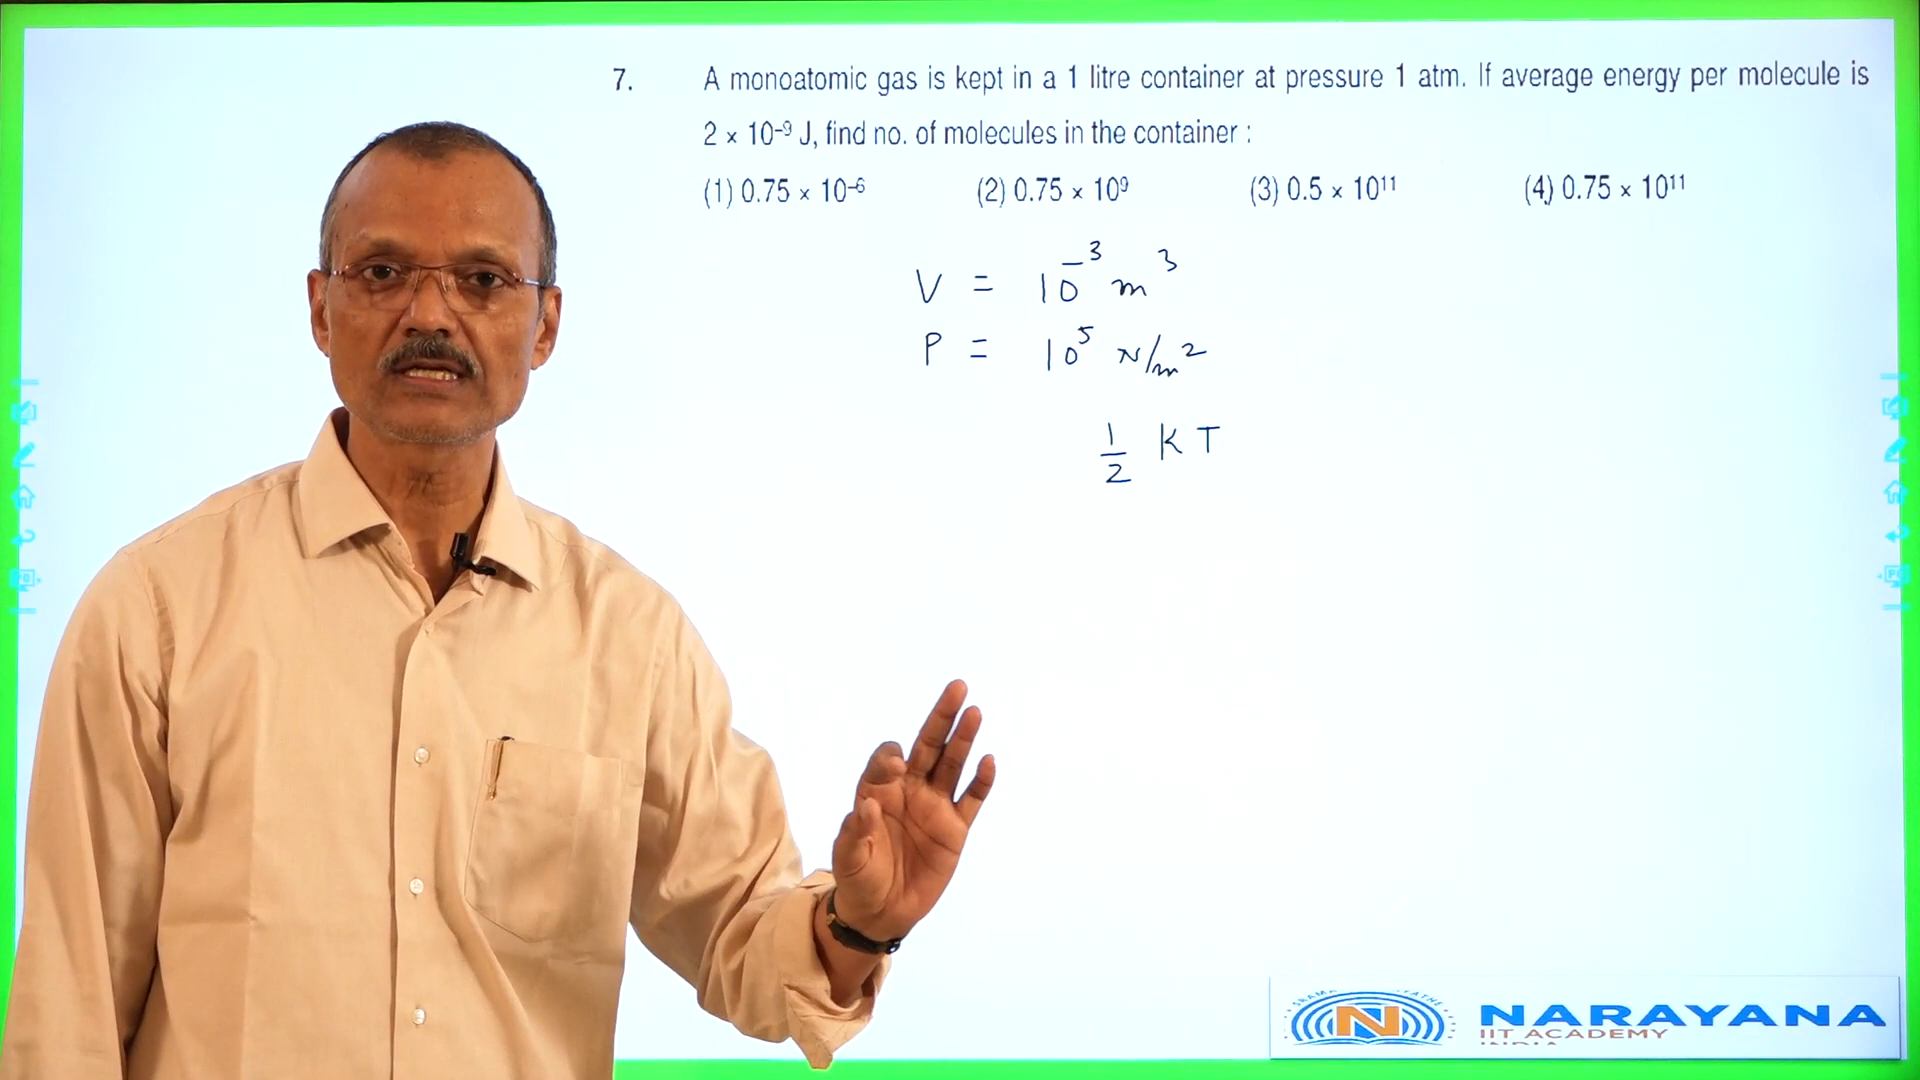 7. A monoatomic gas is kept in a 1 litre container at pressure 1 atm. If average energy per molecule is
2 × 10⁻⁹ J, find no. of molecules in the container :
(1) 0.75 × 10⁻⁶ (2) 0.75 × 10⁹ (3) 0.5 × 10¹¹ (4) 0.75 × 10¹¹
V = 10⁻³ m³
P = 10⁵ N/m²
1/2 K T
N
NARAYANA
IIT ACADEMY
INDIA